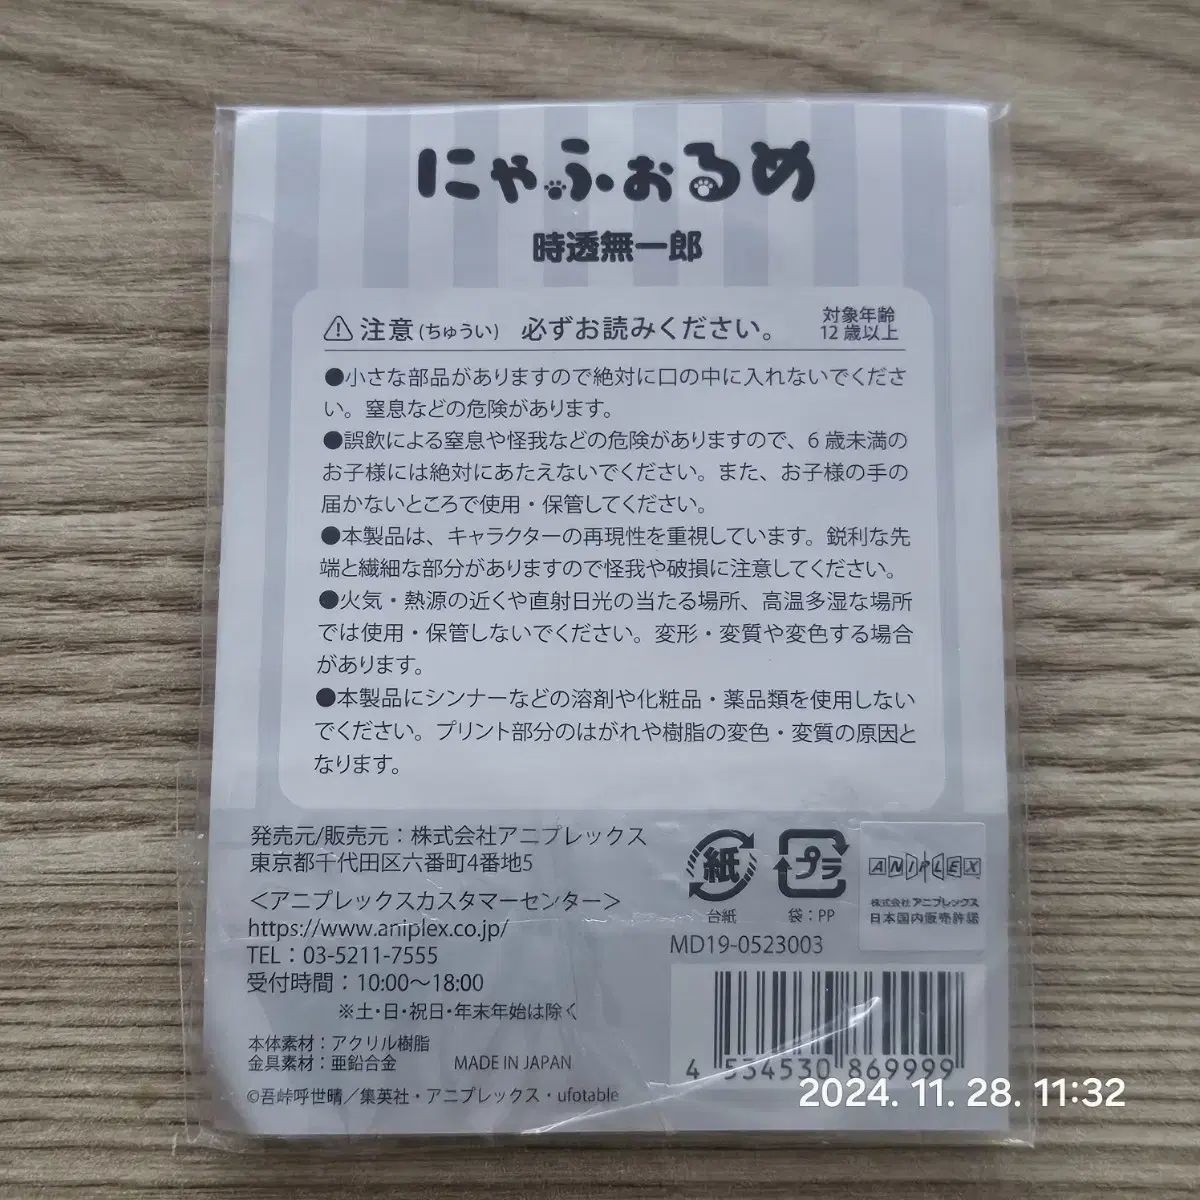 にゃふぉるめ
時透無一郎
注意(ちゅうい) 必ずお読みください。
対象年齢
12歳以上
●小さな部品がありますので絶対に口の中に入れないでくださ
い。窒息などの危険があります。
●誤飲による窒息や怪我などの危険がありますので、6歳未満の
お子様には絶対にあたえないでください。また、お子様の手の
届かないところで使用・保管してください。
●本製品は、キャラクターの再現性を重視しています。鋭利な先
端と繊細な部分がありますので怪我や破損に注意してください。
●火気・熱源の近くや直射日光の当たる場所、高温多湿な場所
では使用・保管しないでください。変形・変質や変色する場合
があります。
●本製品にシンナーなどの溶剤や化粧品・薬品類を使用しない
でください。プリント部分のはがれや樹脂の変色・変質の原因と
なります。
発売元/販売元：株式会社アニプレックス
東京都千代田区六番町4番地5
＜アニプレックスカスタマーセンター＞
https://www.aniplex.co.jp/
TEL：03-5211-7555
受付時間：10:00～18:00
※土・日・祝日・年末年始は除く
本体素材：アクリル樹脂
金具素材：亜鉛合金 MADE IN JAPAN
©吾峠呼世晴／集英社・アニプレックス・ufotable
紙
台紙
プラ
袋：PP
ANIPLEX
株式会社アニプレックス
日本国内販売許諾
MD19-0523003
4 534530 869999
2024. 11. 28. 11:32